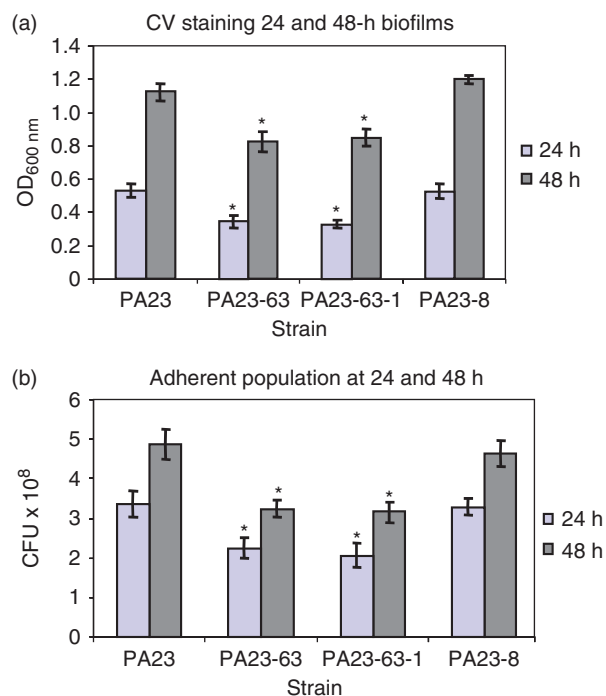 (a) CV staining 24 and 48-h biofilms
1.4
1.2
1.0
0.8
0.6
0.4
0.2
0
OD600 nm
* * * *
24 h
48 h
PA23 PA23-63 PA23-63-1 PA23-8
Strain
(b) Adherent population at 24 and 48 h
6
5
4
3
2
1
0
CFU x 10⁸
* * * *
24 h
48 h
PA23 PA23-63 PA23-63-1 PA23-8
Strain